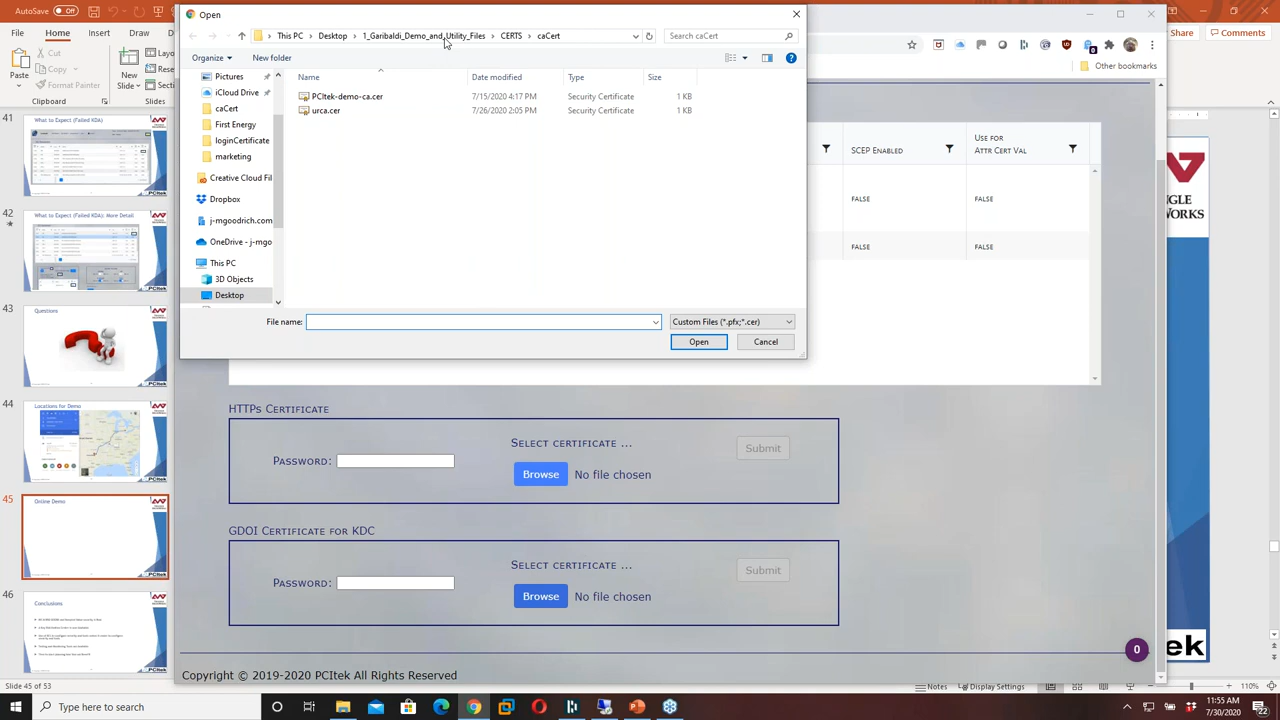 File
Home
Insert
Draw
Paste
Cut
Copy
Format Painter
Clipboard
New
Slide
Share
Comments
Open
This PC > Desktop > 1_Garibaldi_Demo_and_Utility_Files > CERTS > caCert
Search caCert
Organize
New folder
Name
Date modified
Type
Size
Pictures
iCloud Drive
caCert
First Energy
loginCertificate
marketing
Creative Cloud Fil
Dropbox
j-mgoodrich.com
OneDrive - j-mgo
This PC
3D Objects
Desktop
PCItek-demo-ca.cer
7/15/2020 4:17 PM
Security Certificate
1 KB
urca.cer
7/26/2020 2:05 PM
Security Certificate
1 KB
File name:
Custom Files (*.pfx;*.cer)
Open
Cancel
Other bookmarks
SCEP ENABLED
USE FOR
ATTR CERT VAL
FALSE
FALSE
FALSE
FALSE
HTTPS CERTIFICATE
PASSWORD:
SELECT CERTIFICATE ...
Browse
No file chosen
Submit
GDOI CERTIFICATE FOR KDC
PASSWORD:
SELECT CERTIFICATE ...
Browse
No file chosen
Submit
0
Copyright © 2019-2020 PCItek All Rights Reserved
41
What to Expect (Failed KDA)
42
What to Expect (Failed KDA): More Detail
43
Questions
44
Locations for Demo
45
Online Demo
46
Conclusions
NGLE
WORKS
ek
Slide 45 of 53
Notes
Display Settings
Type here to search
11:55 AM
7/30/2020
22